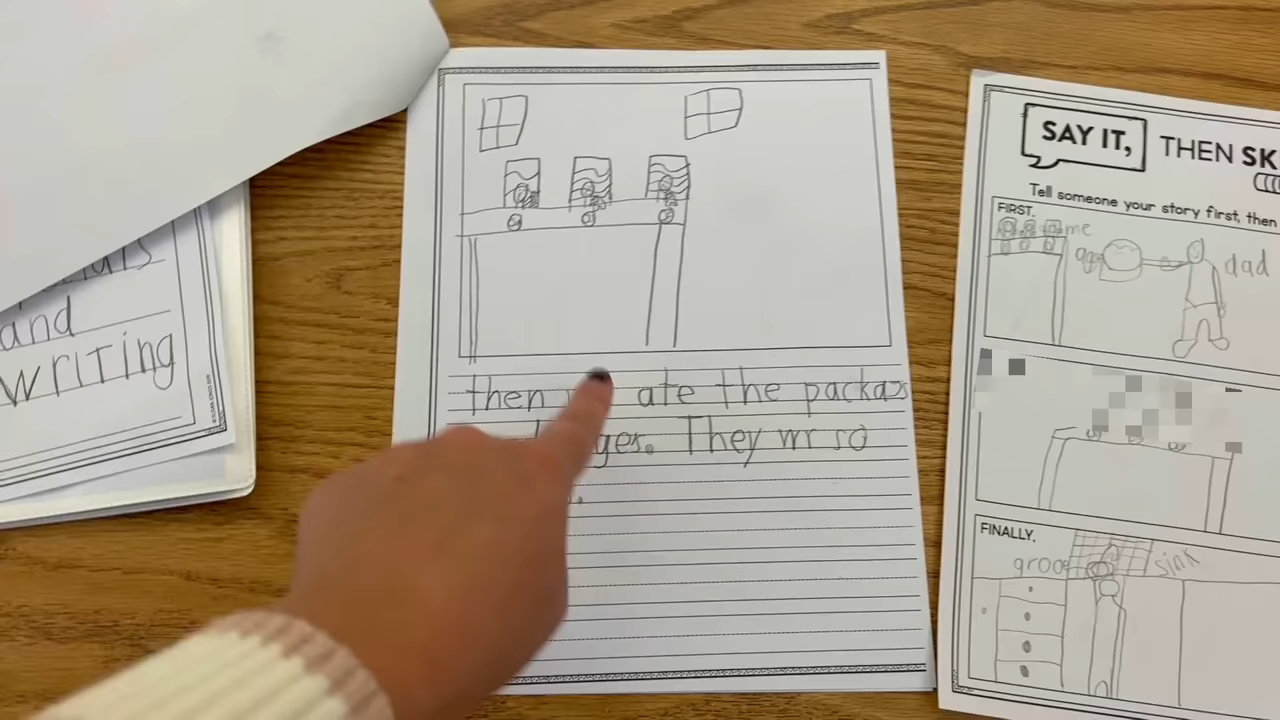 and
writing
then ate the packags
ges. They wr so
SAY IT, THEN SK
Tell someone your story first, then
FIRST,
me
dad
FINALLY,
sink